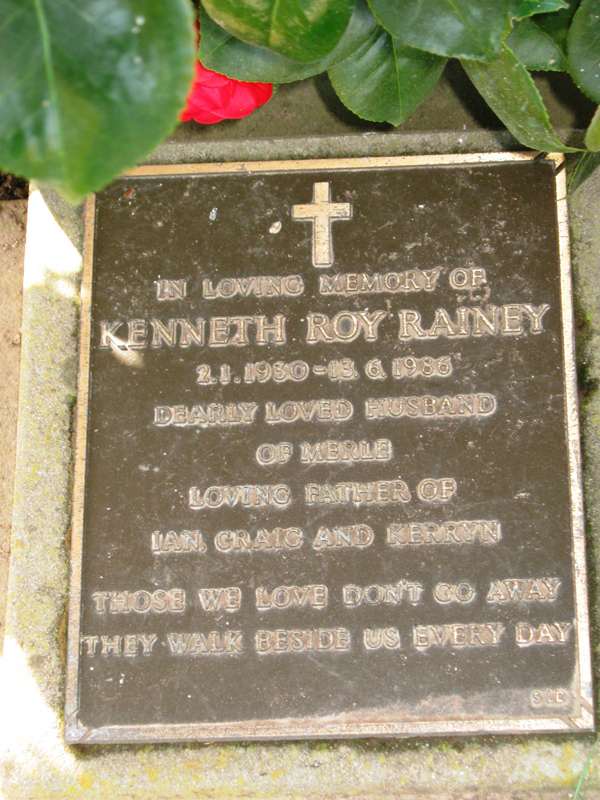 IN LOVING MEMORY OF
KENNETH ROY RAINEY
2.1.1930 - 13.6.1986
DEARLY LOVED HUSBAND
OF MERLE
LOVING FATHER OF
IAN, CRAIG AND KERRYN
THOSE WE LOVE DON'T GO AWAY
THEY WALK BESIDE US EVERY DAY